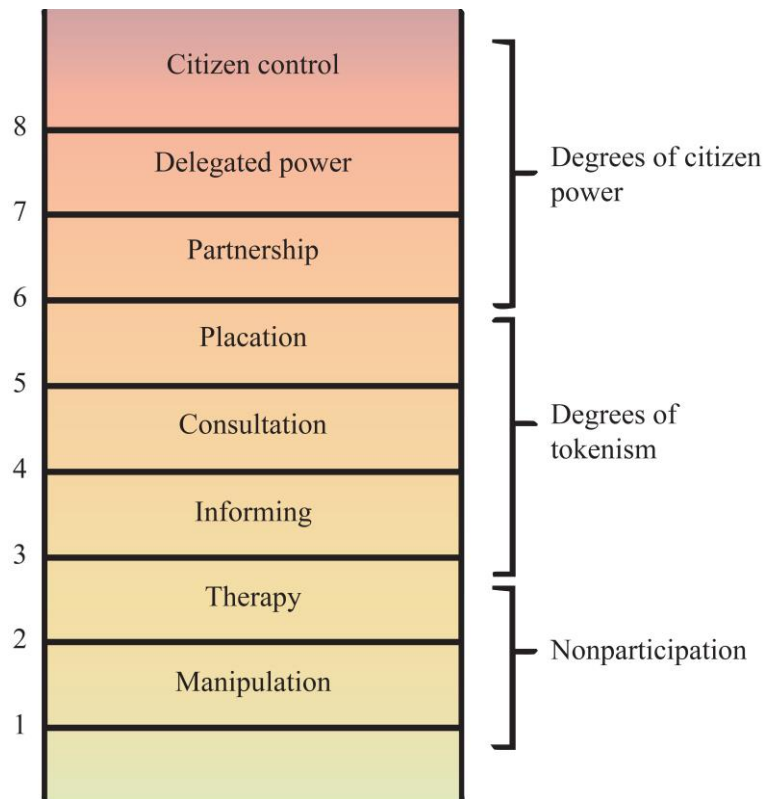 Citizen control
8
Delegated power
Degrees of citizen
power
7
Partnership
6
Placation
5
Degrees of
tokenism
Consultation
4
Informing
3
Therapy
2
Nonparticipation
Manipulation
1